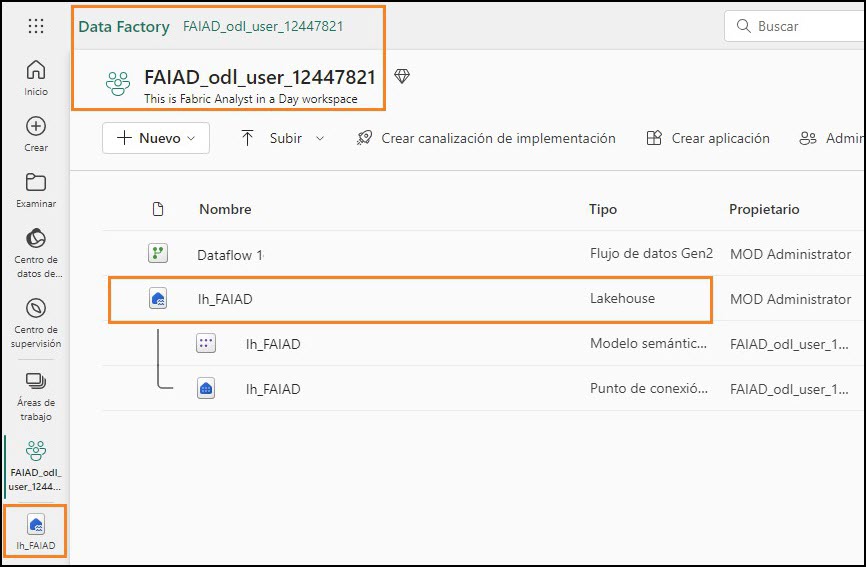 Data Factory FAIAD_odl_user_12447821
Buscar
FAIAD_odl_user_12447821
This is Fabric Analyst in a Day workspace
Nuevo Subir Crear canalización de implementación Crear aplicación Admin
Inicio
Crear
Examinar
Centro de
datos de...
Centro de
supervisión
Áreas de
trabajo
FAIAD_odl_
user_1244...
lh_FAIAD
Nombre Tipo Propietario
Dataflow 1 Flujo de datos Gen2 MOD Administrator
lh_FAIAD Lakehouse MOD Administrator
lh_FAIAD Modelo semántic... FAIAD_odl_user_1...
lh_FAIAD Punto de conexió... FAIAD_odl_user_1...